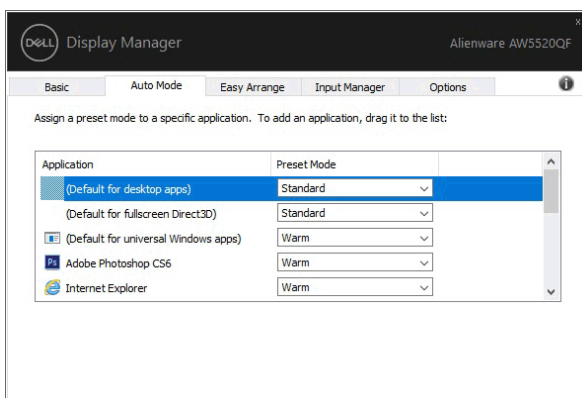 DELL Display Manager Alienware AW5520QF
x
Basic Auto Mode Easy Arrange Input Manager Options i
Assign a preset mode to a specific application. To add an application, drag it to the list:
Application Preset Mode
(Default for desktop apps) Standard
(Default for fullscreen Direct3D) Standard
(Default for universal Windows apps) Warm
Ps Adobe Photoshop CS6 Warm
Internet Explorer Warm